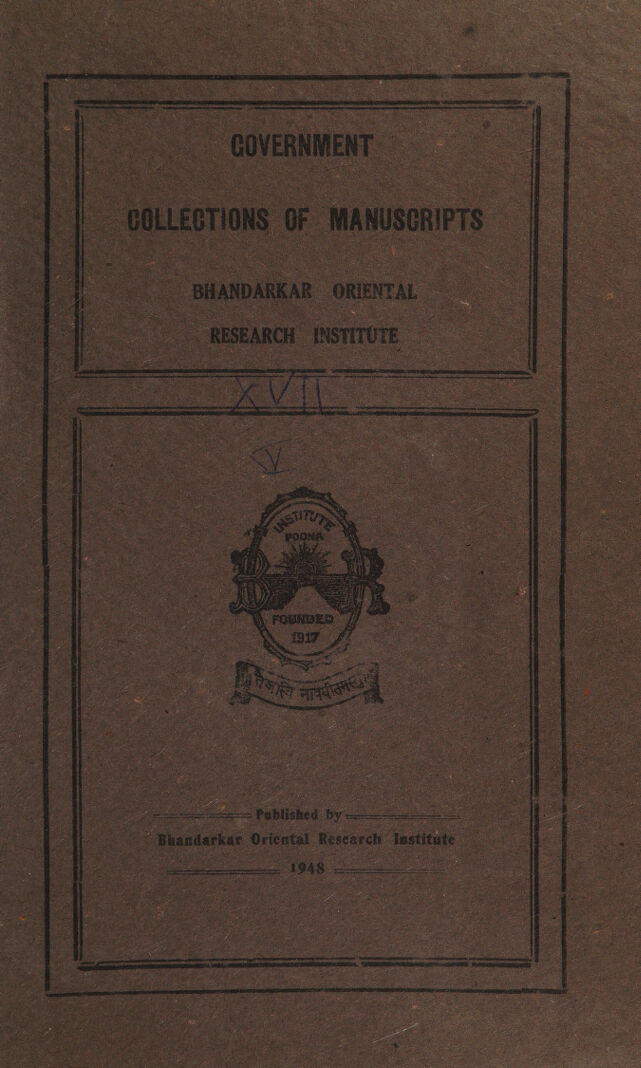 GOVERNMENT
COLLECTIONS OF MANUSCRIPTS
BHANDARKAR ORIENTAL
RESEARCH INSTITUTE
XVII
V
INSTITUTE
POONA
B R
FOUNDED
1917
Published by
Bhandarkar Oriental Research Institute
1948